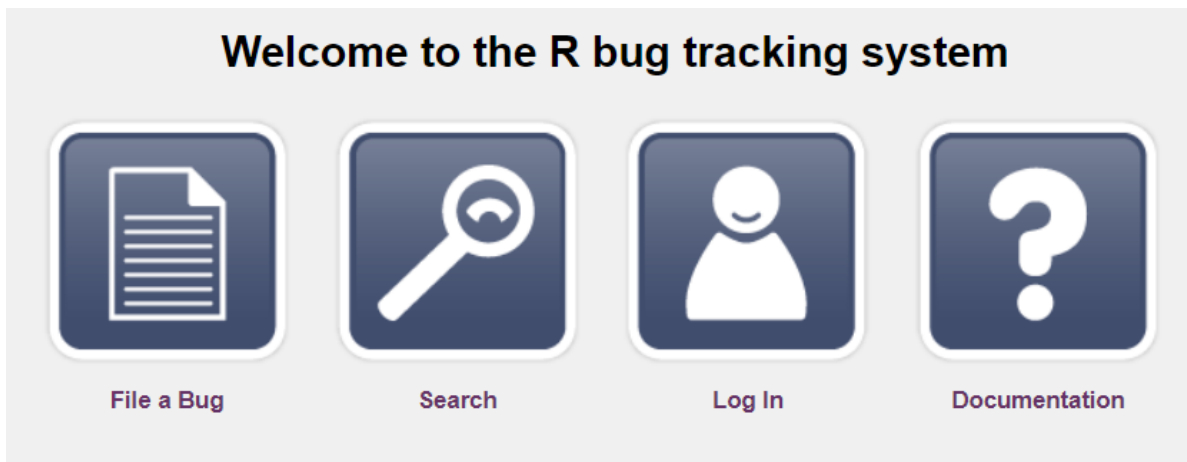 Welcome to the R bug tracking system
File a Bug
Search
Log In
Documentation